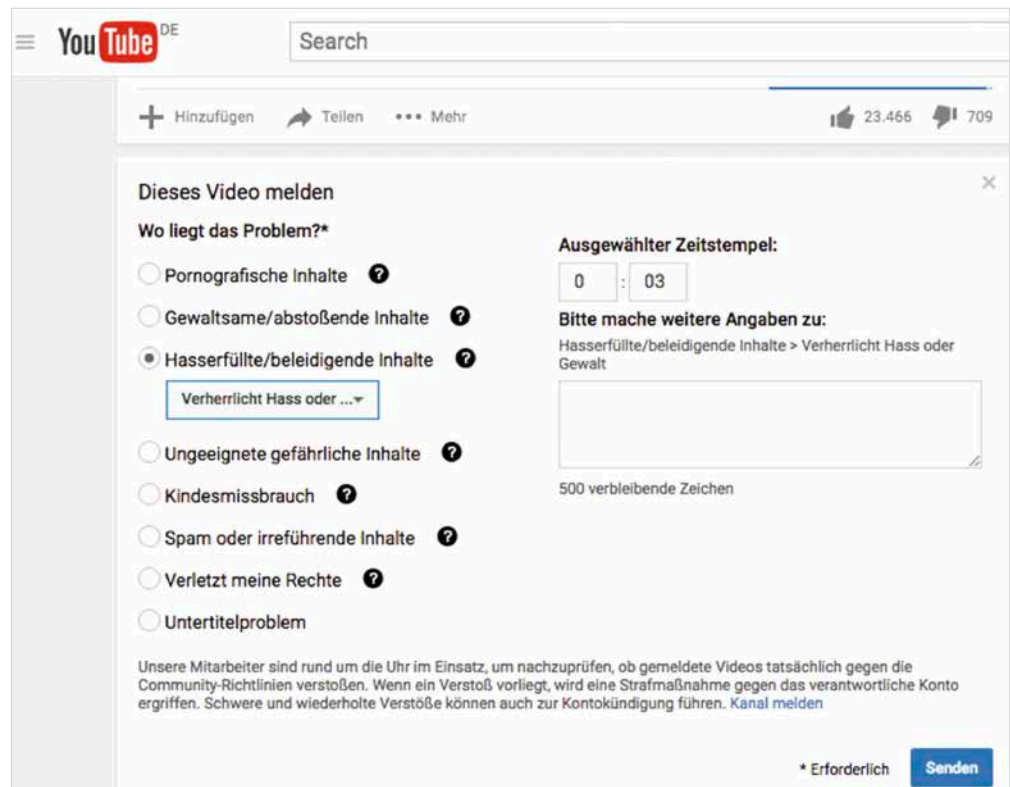 YouTube DE
Search
Hinzufügen Teilen Mehr 23.466 709
Dieses Video melden
Wo liegt das Problem?*
Pornografische Inhalte ?
Gewaltsame/abstoßende Inhalte ?
Hasserfüllte/beleidigende Inhalte ?
Verherrlicht Hass oder ...
Ungeeignete gefährliche Inhalte ?
Kindesmissbrauch ?
Spam oder irreführende Inhalte ?
Verletzt meine Rechte ?
Untertitelproblem
Ausgewählter Zeitstempel:
0 : 03
Bitte mache weitere Angaben zu:
Hasserfüllte/beleidigende Inhalte > Verherrlicht Hass oder
Gewalt
500 verbleibende Zeichen
Unsere Mitarbeiter sind rund um die Uhr im Einsatz, um nachzuprüfen, ob gemeldete Videos tatsächlich gegen die
Community-Richtlinien verstoßen. Wenn ein Verstoß vorliegt, wird eine Strafmaßnahme gegen das verantwortliche Konto
ergriffen. Schwere und wiederholte Verstöße können auch zur Kontokündigung führen. Kanal melden
* Erforderlich Senden